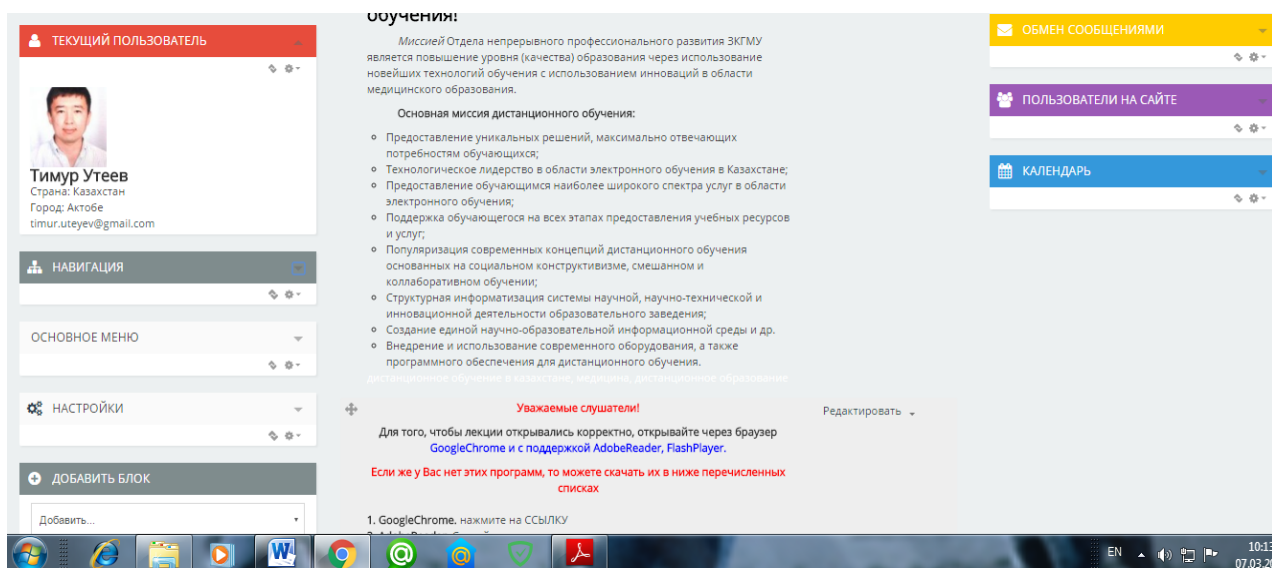 ТЕКУЩИЙ ПОЛЬЗОВАТЕЛЬ
Тимур Утеев
Страна: Казахстан
Город: Актобе
timur.uteyev@gmail.com
НАВИГАЦИЯ
ОСНОВНОЕ МЕНЮ
НАСТРОЙКИ
ДОБАВИТЬ БЛОК
Добавить...
обучения!
Миссией Отдела непрерывного профессионального развития ЗКГМУ
является повышение уровня (качества) образования через использование
новейших технологий обучения с использованием инноваций в области
медицинского образования.
Основная миссия дистанционного обучения:
Предоставление уникальных решений, максимально отвечающих
потребностям обучающихся;
Технологическое лидерство в области электронного обучения в Казахстане;
Предоставление обучающимся наиболее широкого спектра услуг в области
электронного обучения;
Поддержка обучающегося на всех этапах предоставления учебных ресурсов
и услуг;
Популяризация современных концепций дистанционного обучения
основанных на социальном конструктивизме, смешанном и
коллаборативном обучении;
Структурная информатизация системы научной, научно-технической и
инновационной деятельности образовательного заведения;
Создание единой научно-образовательной информационной среды и др.
Внедрение и использование современного оборудования, а также
программного обеспечения для дистанционного обучения.
дистанционное обучение в казахстане, медицина, дистанционное образование
Уважаемые слушатели!
Редактировать
Для того, чтобы лекции открывались корректно, открывайте через браузер
GoogleChrome и с поддержкой AdobeReader, FlashPlayer.
Если же у Вас нет этих программ, то можете скачать их в ниже перечисленных
списках
1. GoogleChrome. нажмите на ССЫЛКУ
ОБМЕН СООБЩЕНИЯМИ
ПОЛЬЗОВАТЕЛИ НА САЙТЕ
КАЛЕНДАРЬ
EN
10:13
07.03.20